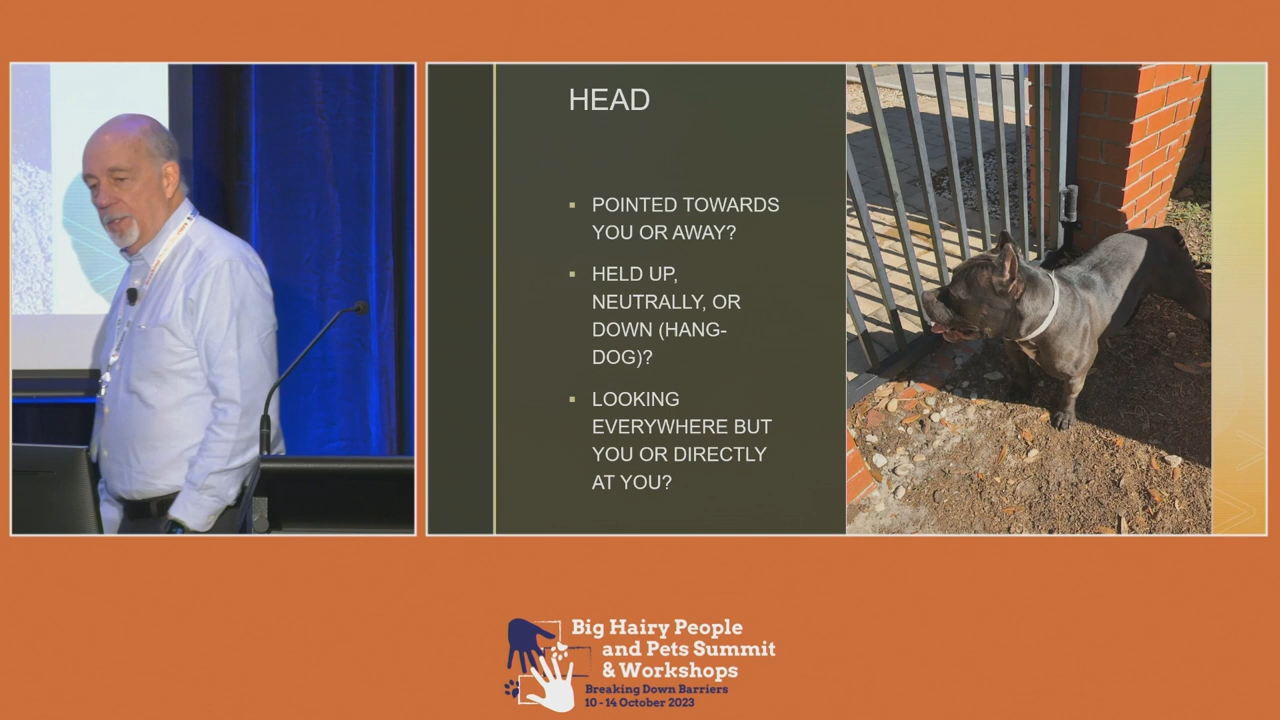 HEAD
▪ POINTED TOWARDS
YOU OR AWAY?
▪ HELD UP,
NEUTRALLY, OR
DOWN (HANG-
DOG)?
▪ LOOKING
EVERYWHERE BUT
YOU OR DIRECTLY
AT YOU?
Big Hairy People
and Pets Summit
& Workshops
Breaking Down Barriers
10 - 14 October 2023